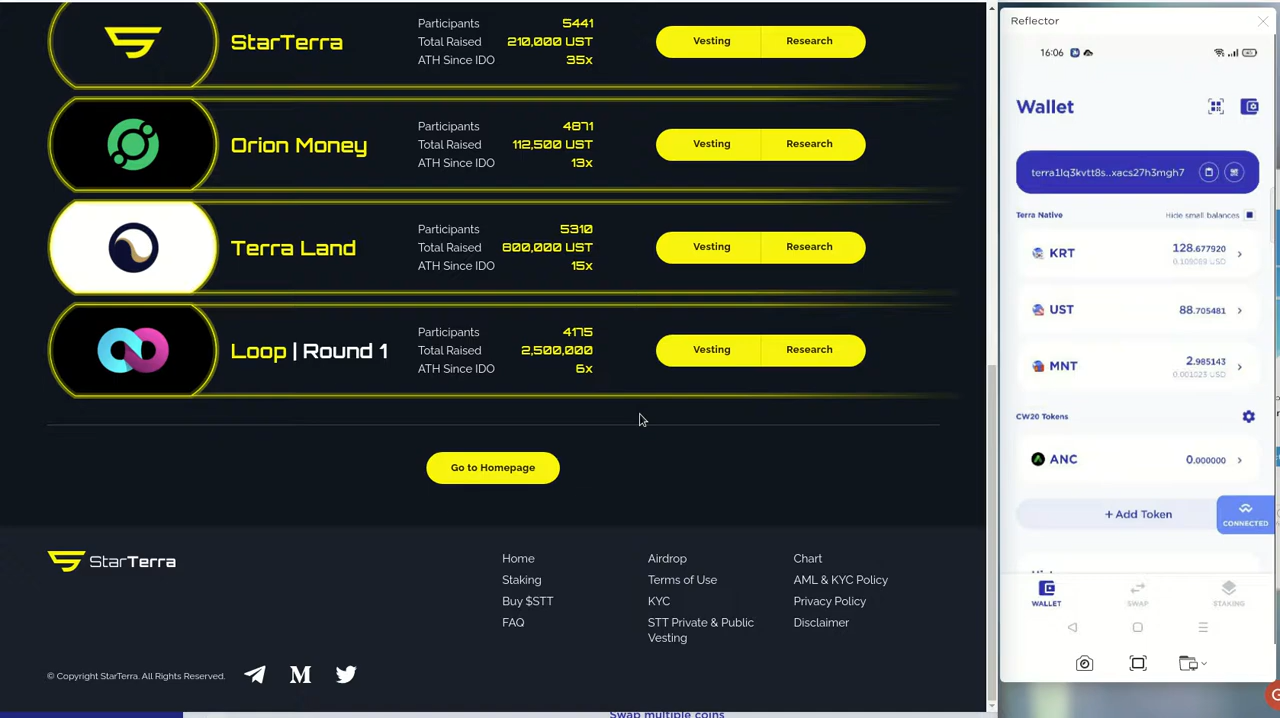 StarTerra
Participants 5441
Total Raised 210,000 UST
ATH Since IDO 35x
Vesting Research
Orion Money
Participants 4871
Total Raised 112,500 UST
ATH Since IDO 13x
Vesting Research
Terra Land
Participants 5310
Total Raised 800,000 UST
ATH Since IDO 15x
Vesting Research
Loop | Round 1
Participants 4175
Total Raised 2,500,000
ATH Since IDO 6x
Vesting Research
Go to Homepage
StarTerra
Home
Staking
Buy $STT
FAQ
Airdrop
Terms of Use
KYC
STT Private & Public
Vesting
Chart
AML & KYC Policy
Privacy Policy
Disclaimer
© Copyright StarTerra. All Rights Reserved.
Swap multiple coins
Reflector
16:06
Wallet
terra1lq3kvtt8s..xacs27h3mgh7
Terra Native Hide small balances
KRT 128.677920
0.109069 USD
UST 88.705481
MNT 2.985143
0.001023 USD
CW20 Tokens
ANC 0.000000
+ Add Token
CONNECTED
WALLET SWAP STAKING